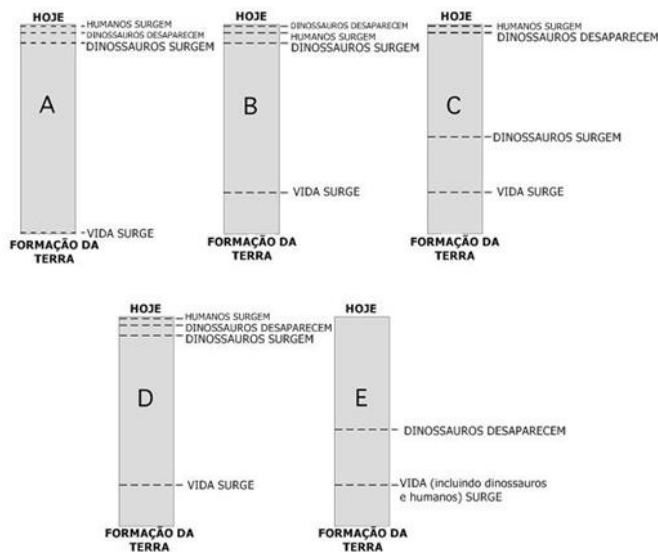 HOJE
HUMANOS SURGEM
DINOSSAUROS DESAPARECEM
DINOSSAUROS SURGEM
A
VIDA SURGE
FORMAÇÃO DA
TERRA
HOJE
DINOSSAUROS DESAPARECEM
HUMANOS SURGEM
DINOSSAUROS SURGEM
B
VIDA SURGE
FORMAÇÃO DA
TERRA
HOJE
HUMANOS SURGEM
DINOSSAUROS DESAPARECEM
C
DINOSSAUROS SURGEM
VIDA SURGE
FORMAÇÃO DA
TERRA
HOJE
HUMANOS SURGEM
DINOSSAUROS DESAPARECEM
DINOSSAUROS SURGEM
D
VIDA SURGE
FORMAÇÃO DA
TERRA
HOJE
E
DINOSSAUROS DESAPARECEM
VIDA (incluindo dinossauros
e humanos) SURGE
FORMAÇÃO DA
TERRA